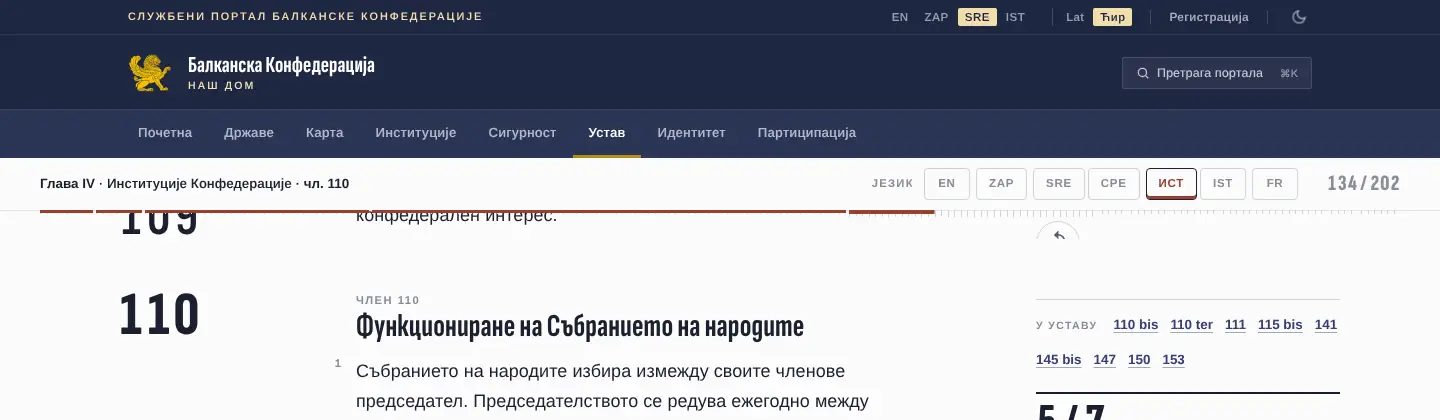 СЛУЖБЕНИ ПОРТАЛ БАЛКАНСКЕ КОНФЕДЕРАЦИЈЕ
EN ZAP SRE IST Lat Ћир Регистрација
Балканска Конфедерација
НАШ ДОМ
Претрага портала ⌘K
Почетна Државе Карта Институције Сигурност Устав Идентитет Партиципација
Глава IV · Институције Конфедерације · чл. 110
ЈЕЗИК EN ZAP SRE СРЕ ИСТ IST FR 134/202
109
конфедерален интерес.
110
ЧЛЕН 110
Функциониране на Събранието на народите
У УСТАВУ 110 bis 110 ter 111 115 bis 141
145 bis 147 150 153
1
Събранието на народите избира измежду своите членове
председател. Председателството се редува ежегодно между
5/7